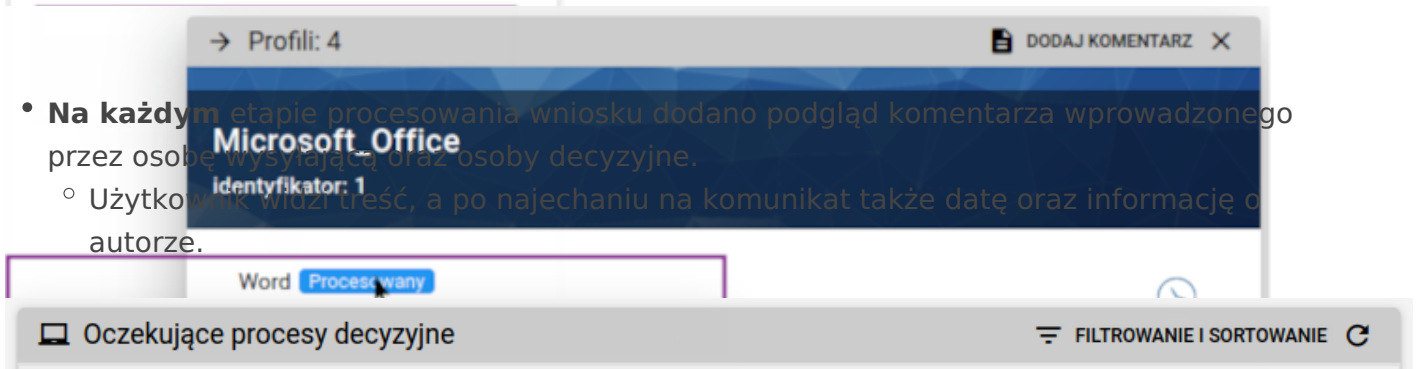 → Profili: 4 DODAJ KOMENTARZ ×
• Na każdym etapie procesowania wniosku dodano podgląd komentarza wprowadzonego
Microsoft_Office
przez osobę wysyłającą oraz osoby decyzyjne.
identyfikator: 1
○ Użytkownik widzi treść, a po najechaniu na komunikat także datę oraz informację o
autorze.
Word Procesowany
Oczekujące procesy decyzyjne FILTROWANIE I SORTOWANIE